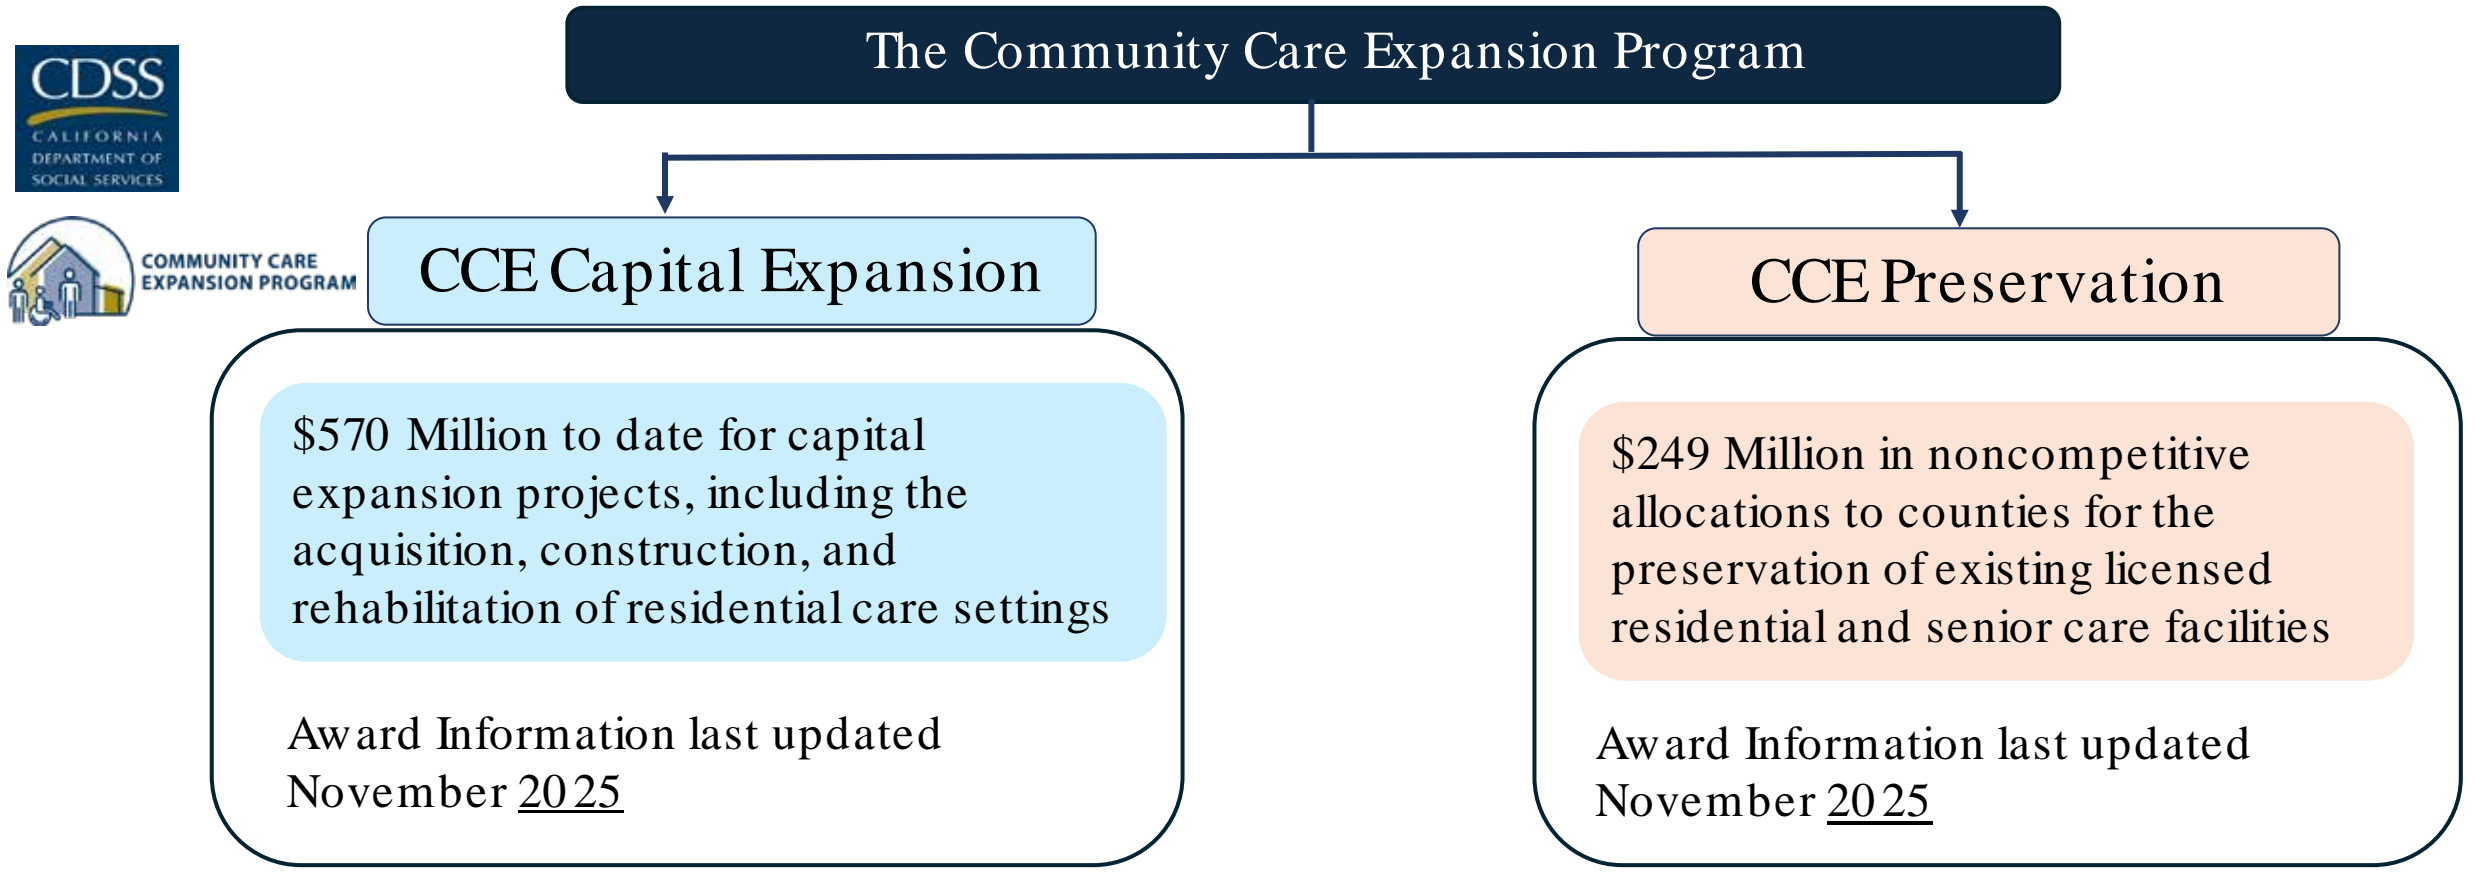 The Community Care Expansion Program
CDSS
CALIFORNIA
DEPARTMENT OF
SOCIAL SERVICES
COMMUNITY CARE
EXPANSION PROGRAM
CCE Capital Expansion
$570 Million to date for capital
expansion projects, including the
acquisition, construction, and
rehabilitation of residential care settings
Award Information last updated
November 2025
CCE Preservation
$249 Million in noncompetitive
allocations to counties for the
preservation of existing licensed
residential and senior care facilities
Award Information last updated
November 2025